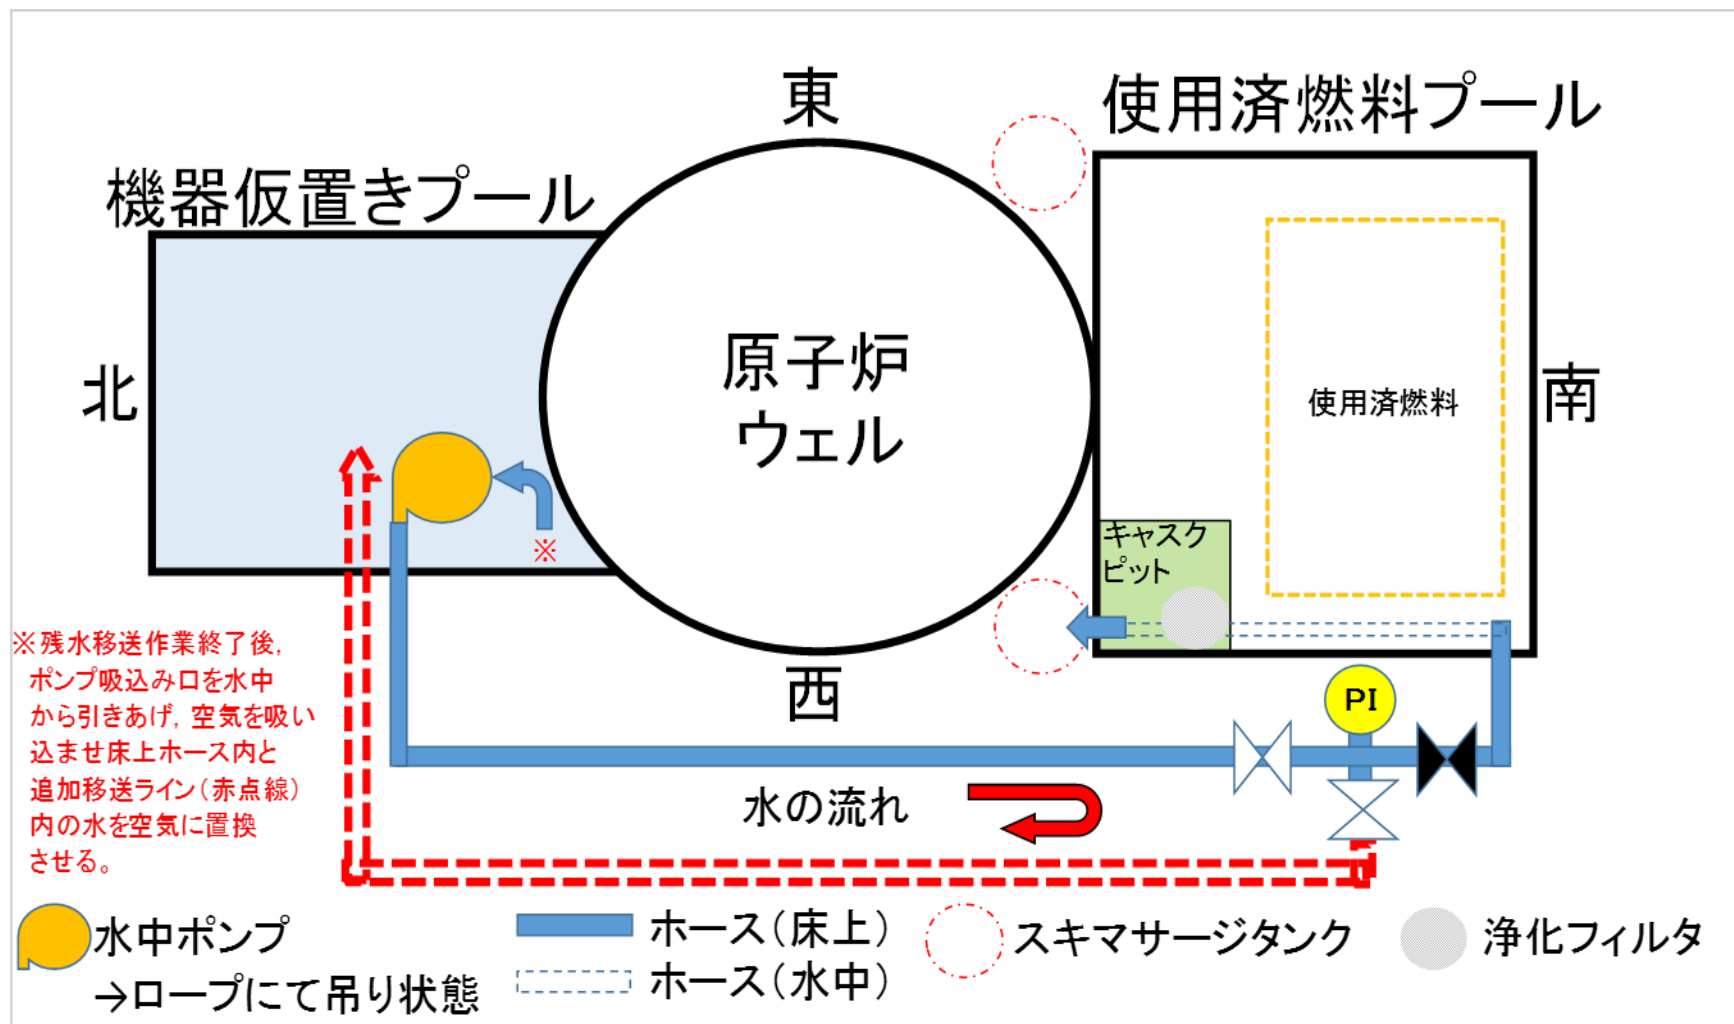 東
使用済燃料プール
機器仮置きプール
北
原子炉
ウェル
使用済燃料
南
キャスク
ピット
※
西
PI
※残水移送作業終了後,
ポンプ吸込み口を水中
から引きあげ, 空気を吸い
込ませ床上ホース内と
追加移送ライン(赤点線)
内の水を空気に置換
させる。
水の流れ
水中ポンプ
→ロープにて吊り状態
ホース(床上)
ホース(水中)
スキマサージタンク
浄化フィルタ